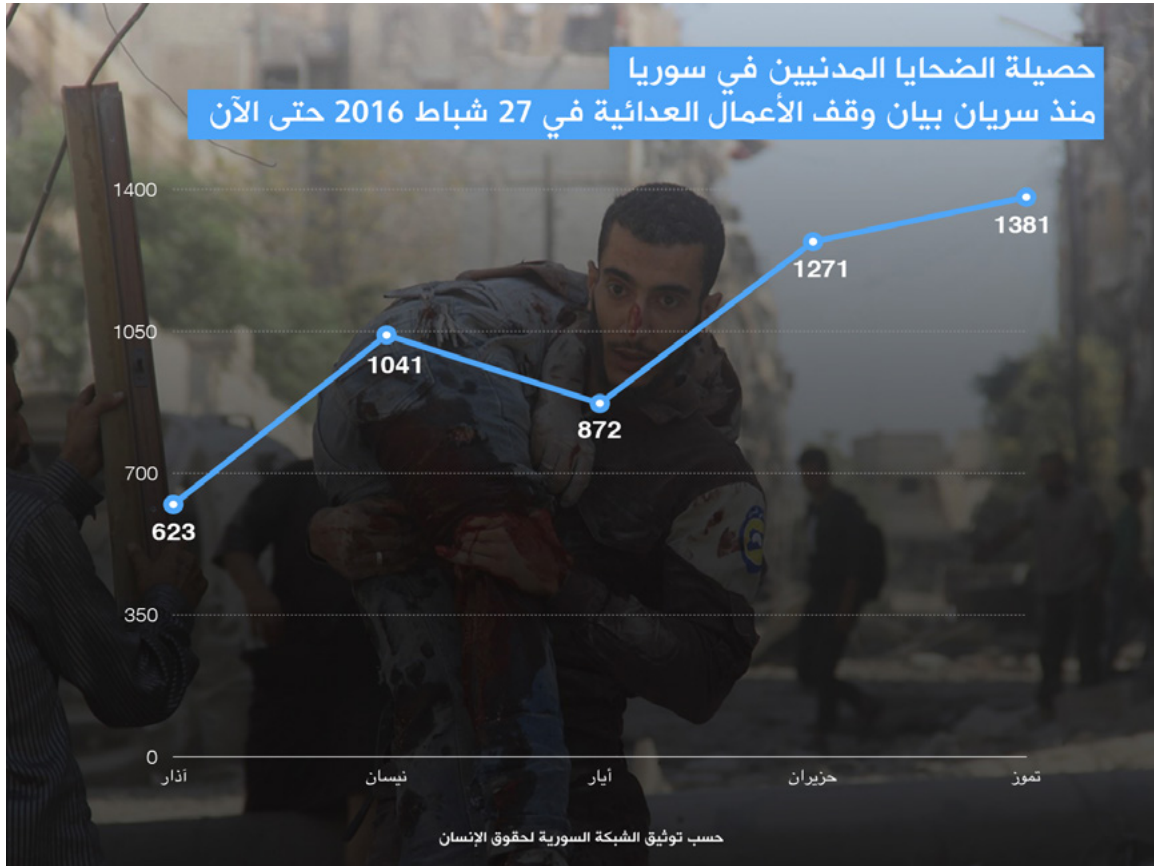 حصيلة الضحايا المدنيين في سوريا
منذ سريان بيان وقف الأعمال العدائية في 27 شباط 2016 حتى الآن
1400
1381
1271
1050
1041
872
700
623
350
0
آذار
نيسان
أيار
حزيران
تموز
حسب توثيق الشبكة السورية لحقوق الإنسان